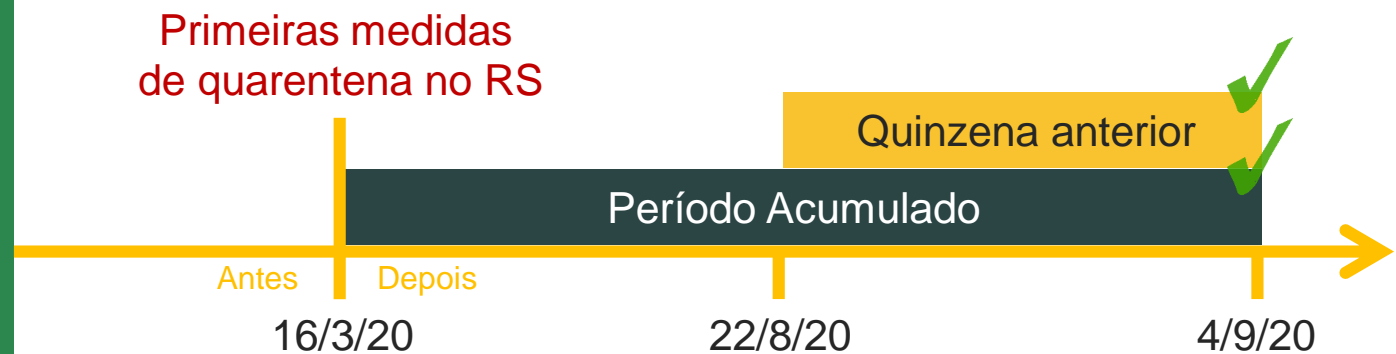 Primeiras medidas
de quarentena no RS
Quinzena anterior
Período Acumulado
Antes
Depois
16/3/20
22/8/20
4/9/20